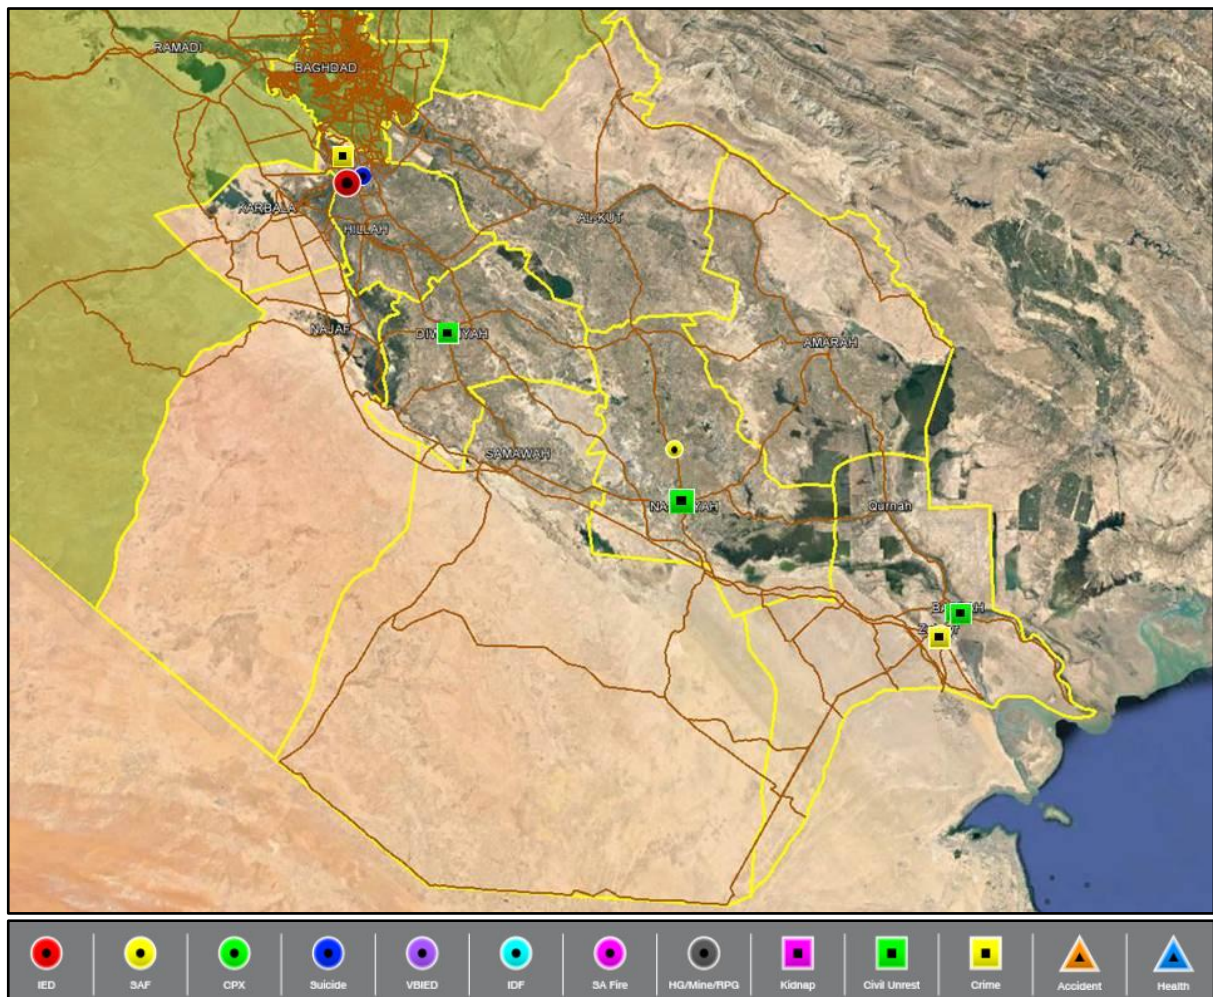 RAMADI
BAGHDAD
KARBALA
HILLAH
AL-KUT
NAJAF
AMARAH
SAMAWAH
Qurnah
IED
SAF
CPX
Suicide
VBIED
IDF
SA Fire
HG/Mine/RPG
Kidnap
Civil Unrest
Crime
Accident
Health